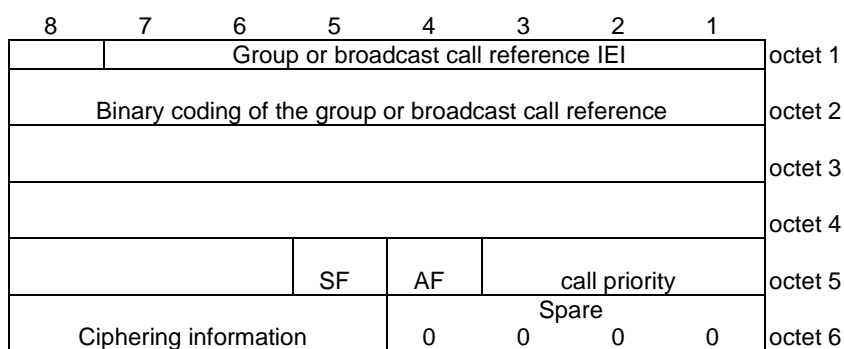 8 7 6 5 4 3 2 1
Group or broadcast call reference IEI octet 1
Binary coding of the group or broadcast call reference octet 2
octet 3
octet 4
SF AF call priority octet 5
Spare
Ciphering information 0 0 0 0 octet 6